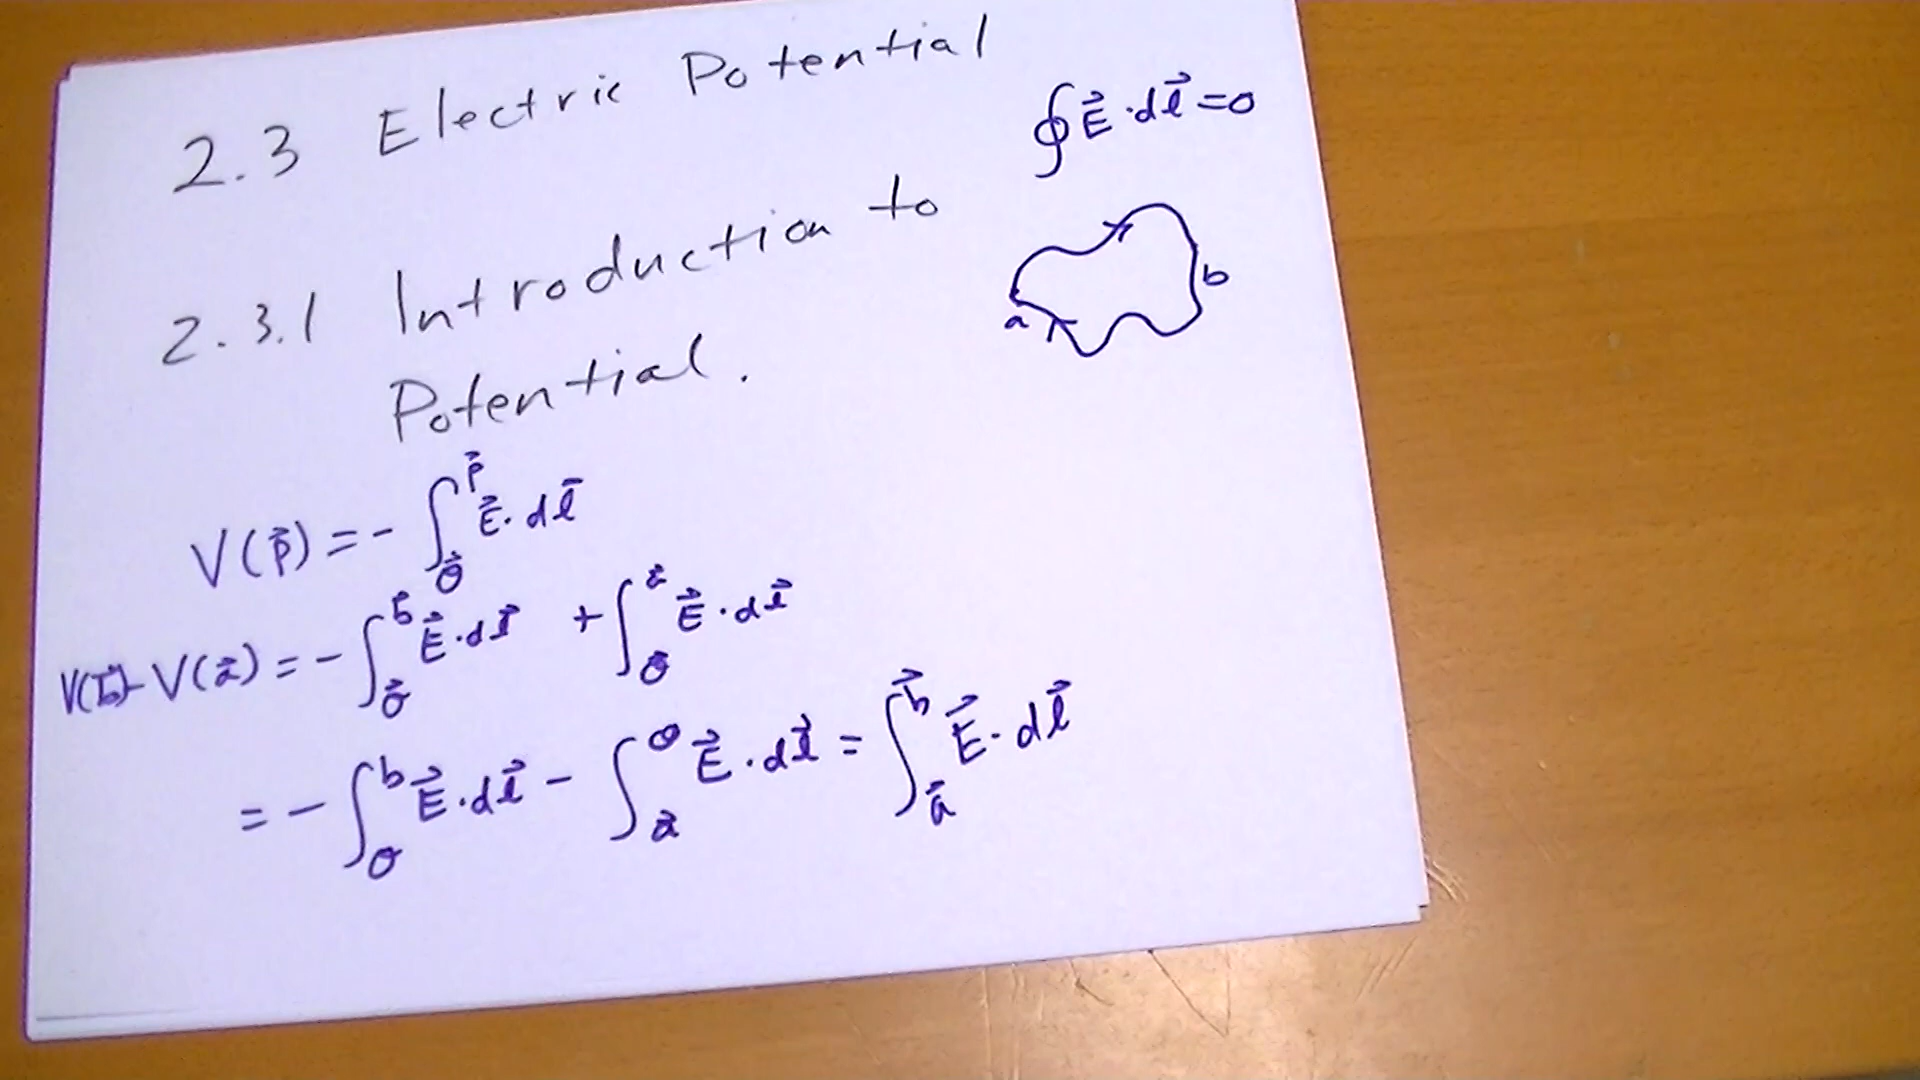 2.3 Electric Potential
∮E⃗·dl⃗=0
2.3.1 Introduction to
Potential.
a
b
V(p⃗) = - ∫_O⃗^p⃗ E⃗·dl⃗
V(b⃗)-V(a⃗) = - ∫_O⃗^b⃗ E⃗·dl⃗ + ∫_O^a⃗ E⃗·dl⃗
= - ∫_O^b E⃗·dl⃗ - ∫_a⃗^O E⃗·dl⃗ = ∫_a⃗^b⃗ E⃗·dl⃗